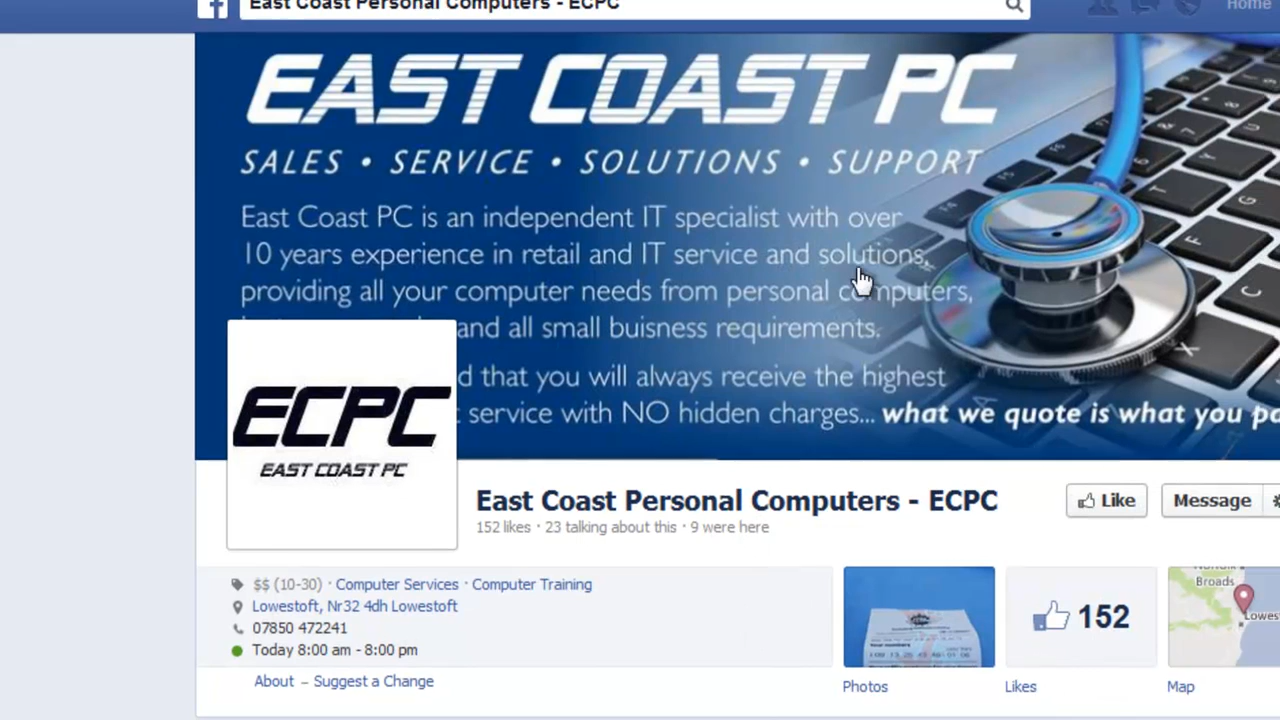 East Coast Personal Computers - ECPC
Home
EAST COAST PC
SALES • SERVICE • SOLUTIONS • SUPPORT
East Coast PC is an independent IT specialist with over
10 years experience in retail and IT service and solutions,
providing all your computer needs from personal computers,
and all small buisness requirements.
d that you will always receive the highest
service with NO hidden charges... what we quote is what you pa
ECPC
EAST COAST PC
East Coast Personal Computers - ECPC
Like
Message
152 likes · 23 talking about this · 9 were here
$$ (10-30) · Computer Services · Computer Training
Lowestoft, Nr32 4dh Lowestoft
07850 472241
Today 8:00 am - 8:00 pm
About – Suggest a Change
152
Broads
Lowest
Photos
Likes
Map